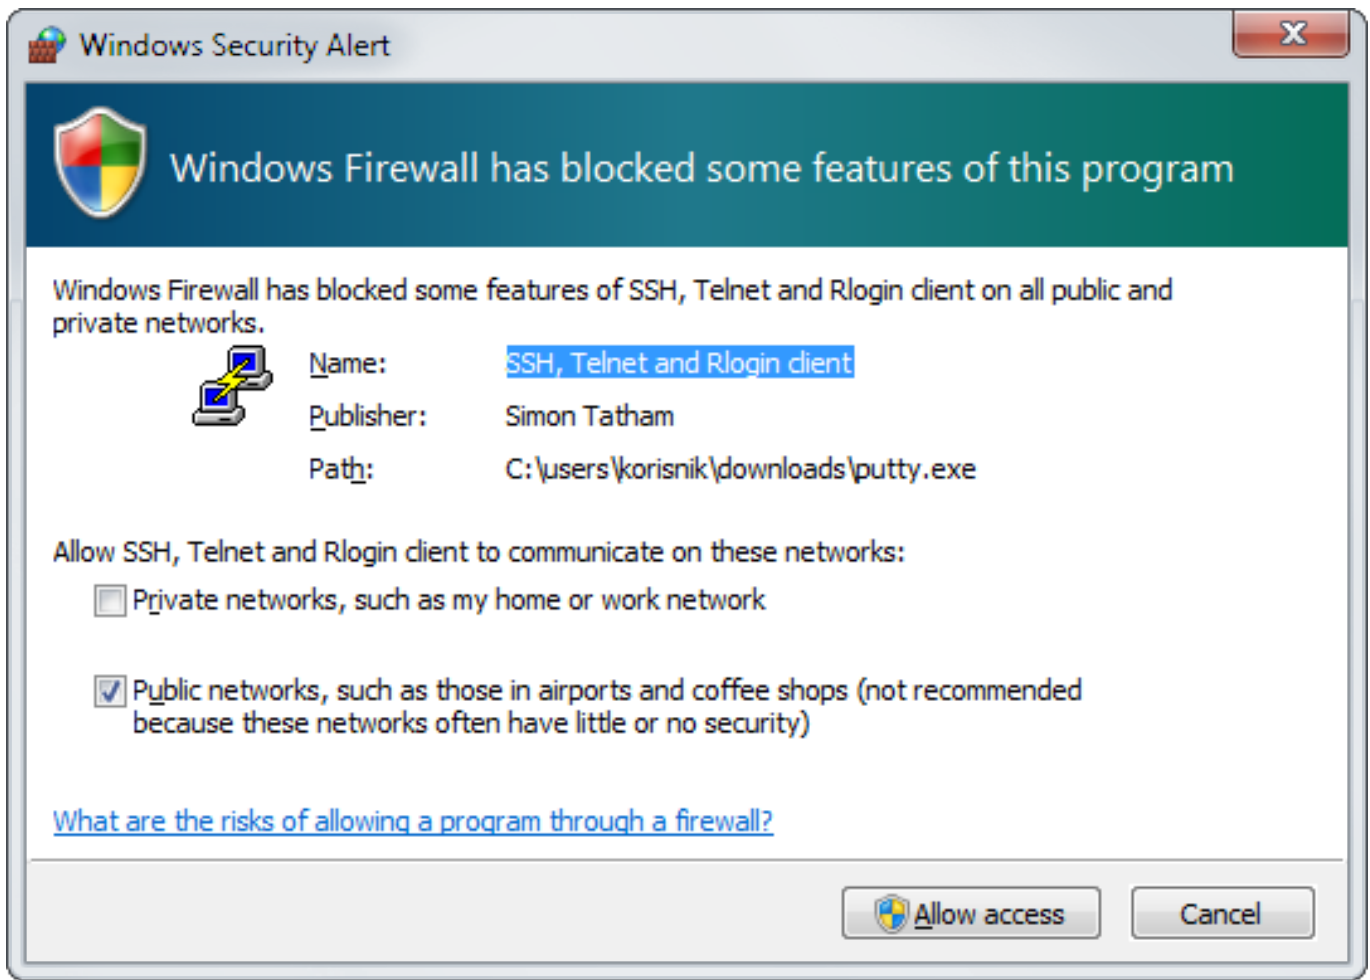 Windows Security Alert
Windows Firewall has blocked some features of this program
Windows Firewall has blocked some features of SSH, Telnet and Rlogin client on all public and
private networks.
Name: SSH, Telnet and Rlogin client
Publisher: Simon Tatham
Path: C:\users\korisnik\downloads\putty.exe
Allow SSH, Telnet and Rlogin client to communicate on these networks:
Private networks, such as my home or work network
Public networks, such as those in airports and coffee shops (not recommended
because these networks often have little or no security)
What are the risks of allowing a program through a firewall?
Allow access Cancel